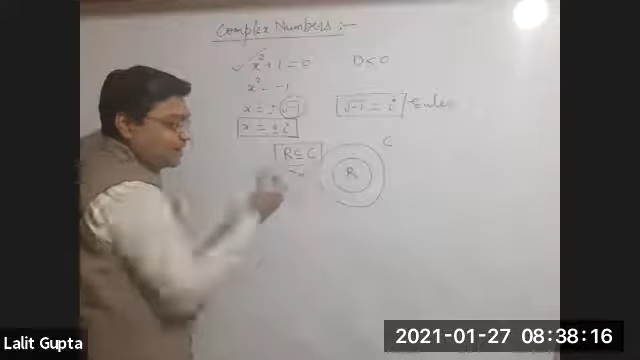 Complex Numbers :-
✓ x² + 1 = 0 D < 0
x² = -1
x = ± √-1 √-1 = i Euler
x = ± i
R ⊆ C C
R
Lalit Gupta
2021-01-27 08:38:16